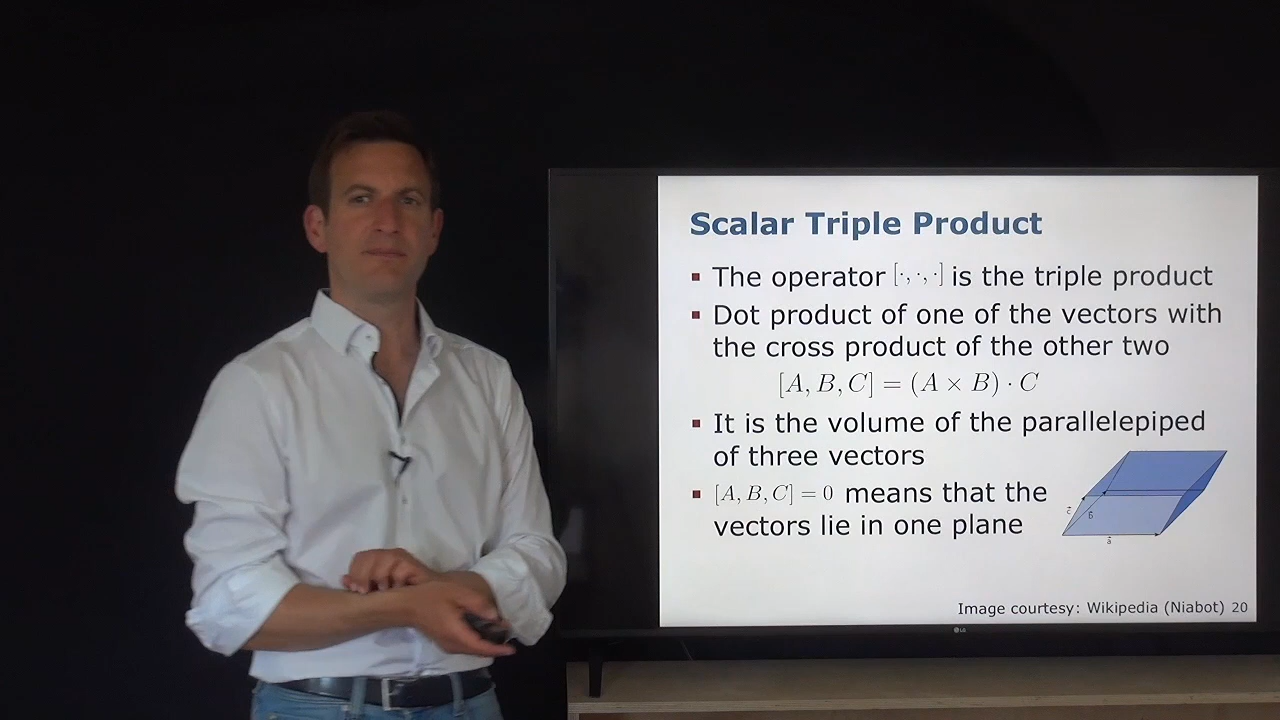 Scalar Triple Product
▪ The operator [·, ·, ·] is the triple product
▪ Dot product of one of the vectors with
the cross product of the other two
[A, B, C] = (A × B) · C
▪ It is the volume of the parallelepiped
of three vectors
▪ [A, B, C] = 0 means that the
vectors lie in one plane
c⃗
b⃗
a⃗
Image courtesy: Wikipedia (Niabot) 20
LG